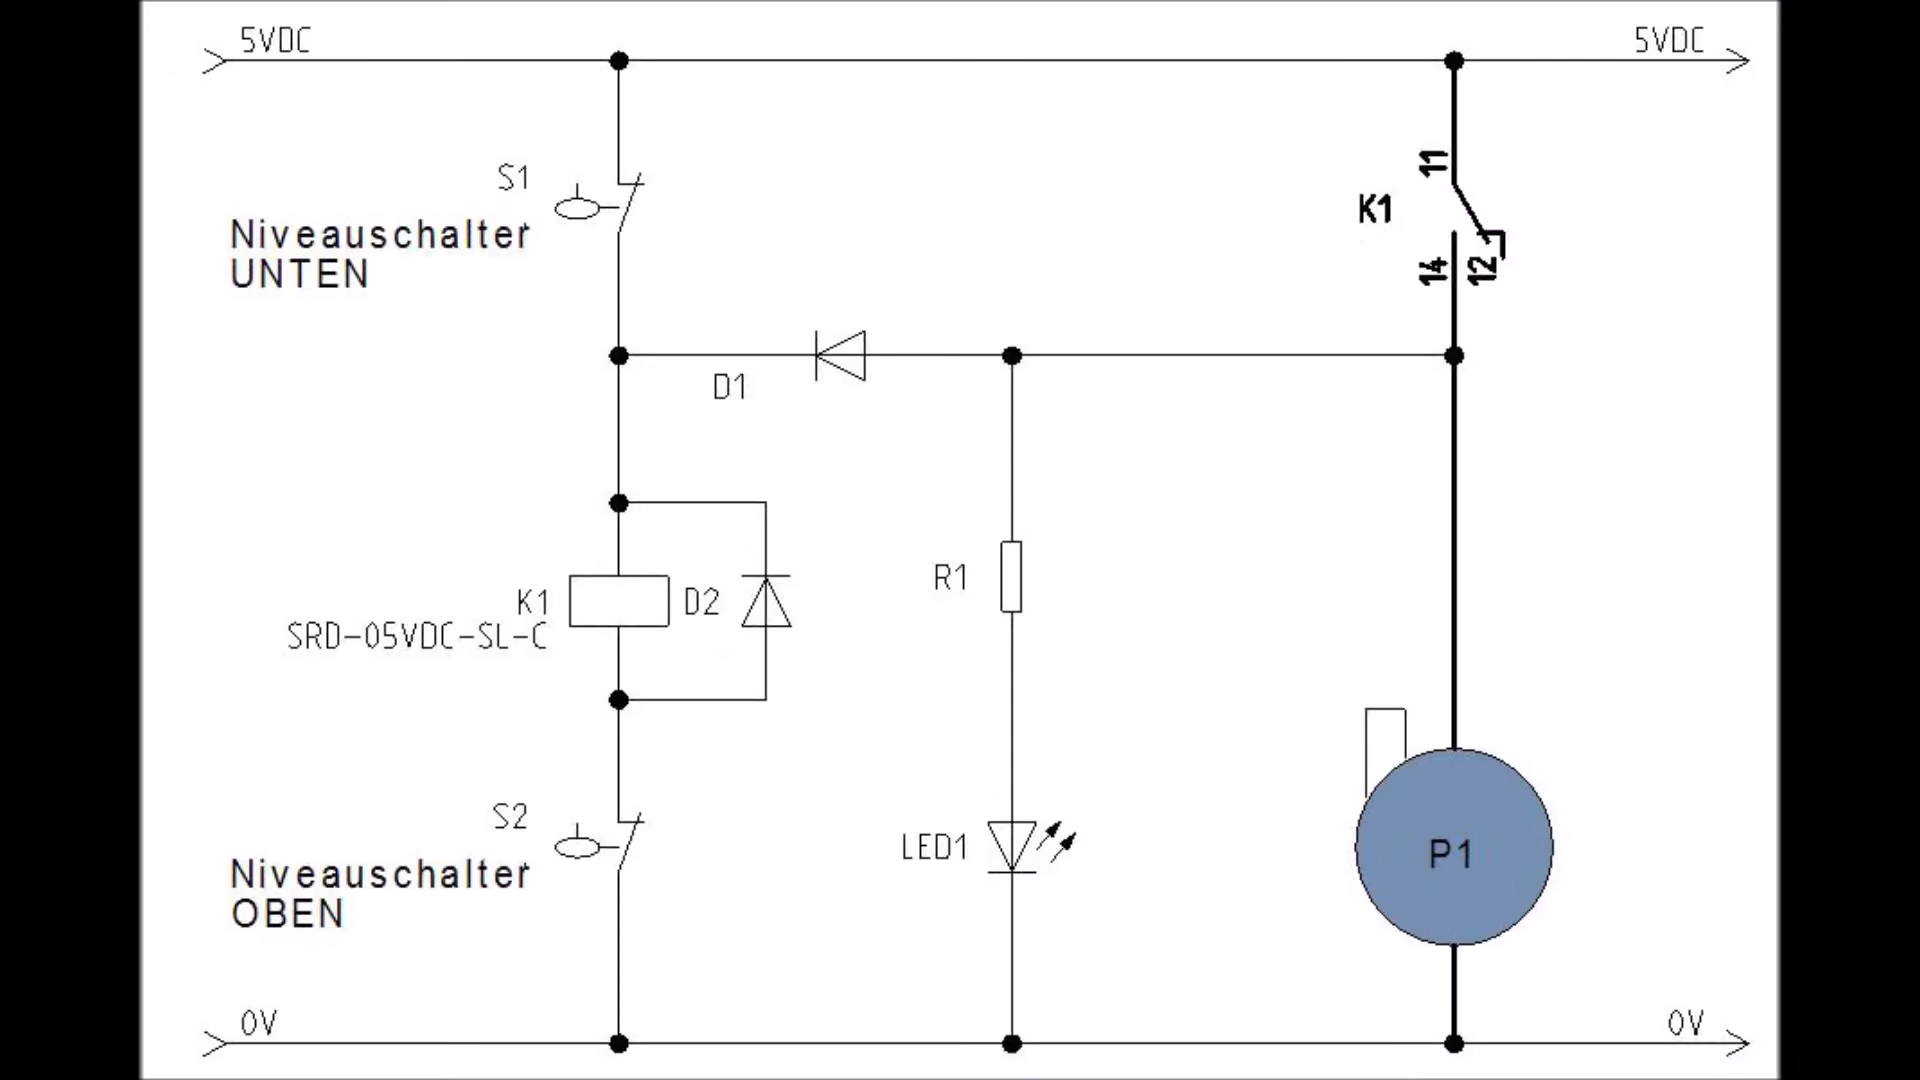 5VDC
5VDC
S1
Niveauschalter
UNTEN
11
K1
14
12
D1
K1
SRD-05VDC-SL-C
D2
R1
S2
Niveauschalter
OBEN
LED1
P1
0V
0V